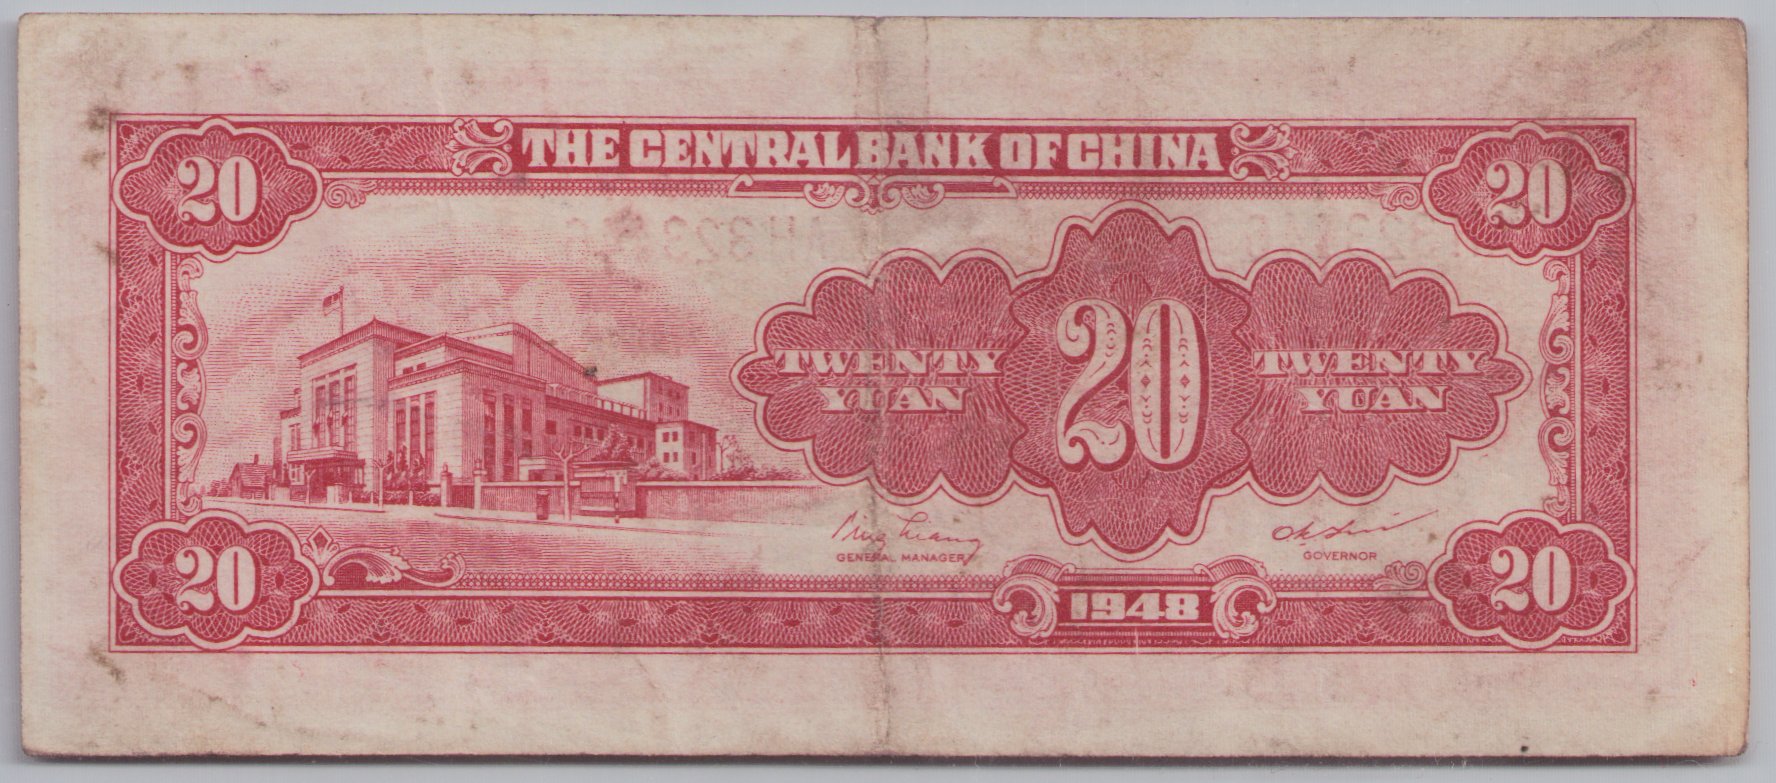 THE CENTRAL BANK OF CHINA
20
20
20
TWENTY YUAN
TWENTY YUAN
GENERAL MANAGER
GOVERNOR
20
1948
20